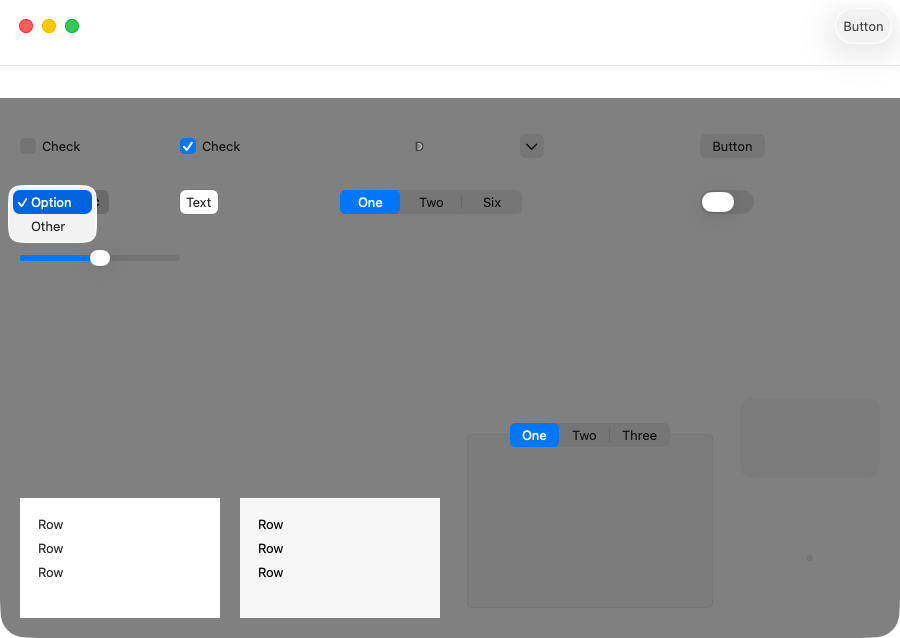 Button
Check
Check
Button
Option
Other
Text
One
Two
Six
One
Two
Three
Row
Row
Row
Row
Row
Row